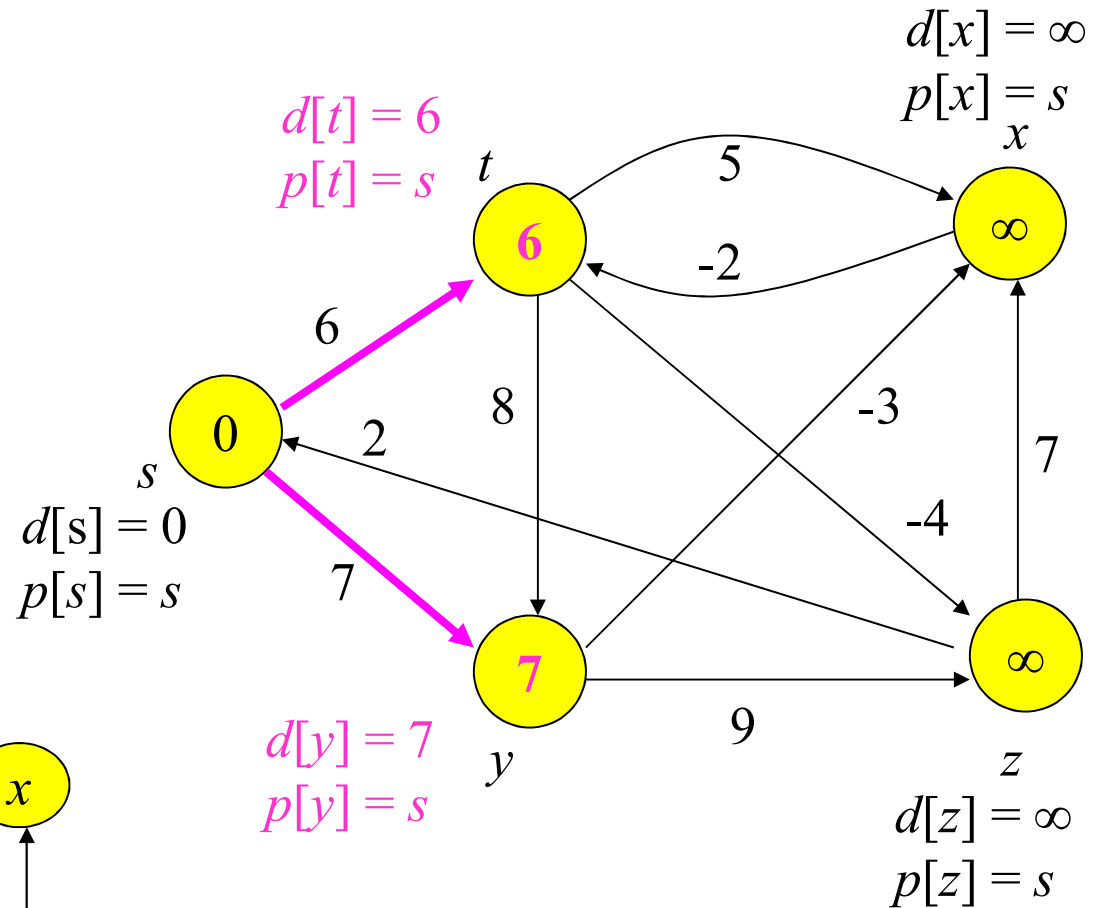 d[x] = ∞
p[x] = s
x
d[t] = 6
p[t] = s
t
5
6
∞
-2
6
8
-3
0
2
7
s
-4
d[s] = 0
p[s] = s
7
7
∞
9
d[y] = 7
p[y] = s
y
z
x
d[z] = ∞
p[z] = s